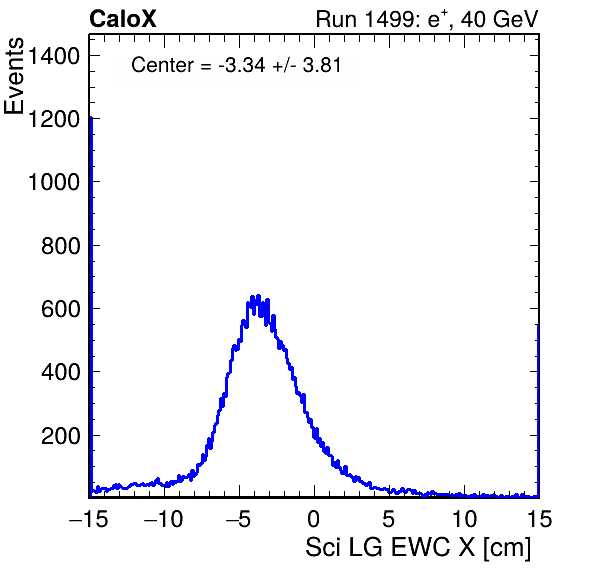 CaloX Run 1499: e⁺, 40 GeV
Center = -3.34 +/- 3.81
Events
1400
1200
1000
800
600
400
200
−15 −10 −5 0 5 10 15
Sci LG EWC X [cm]